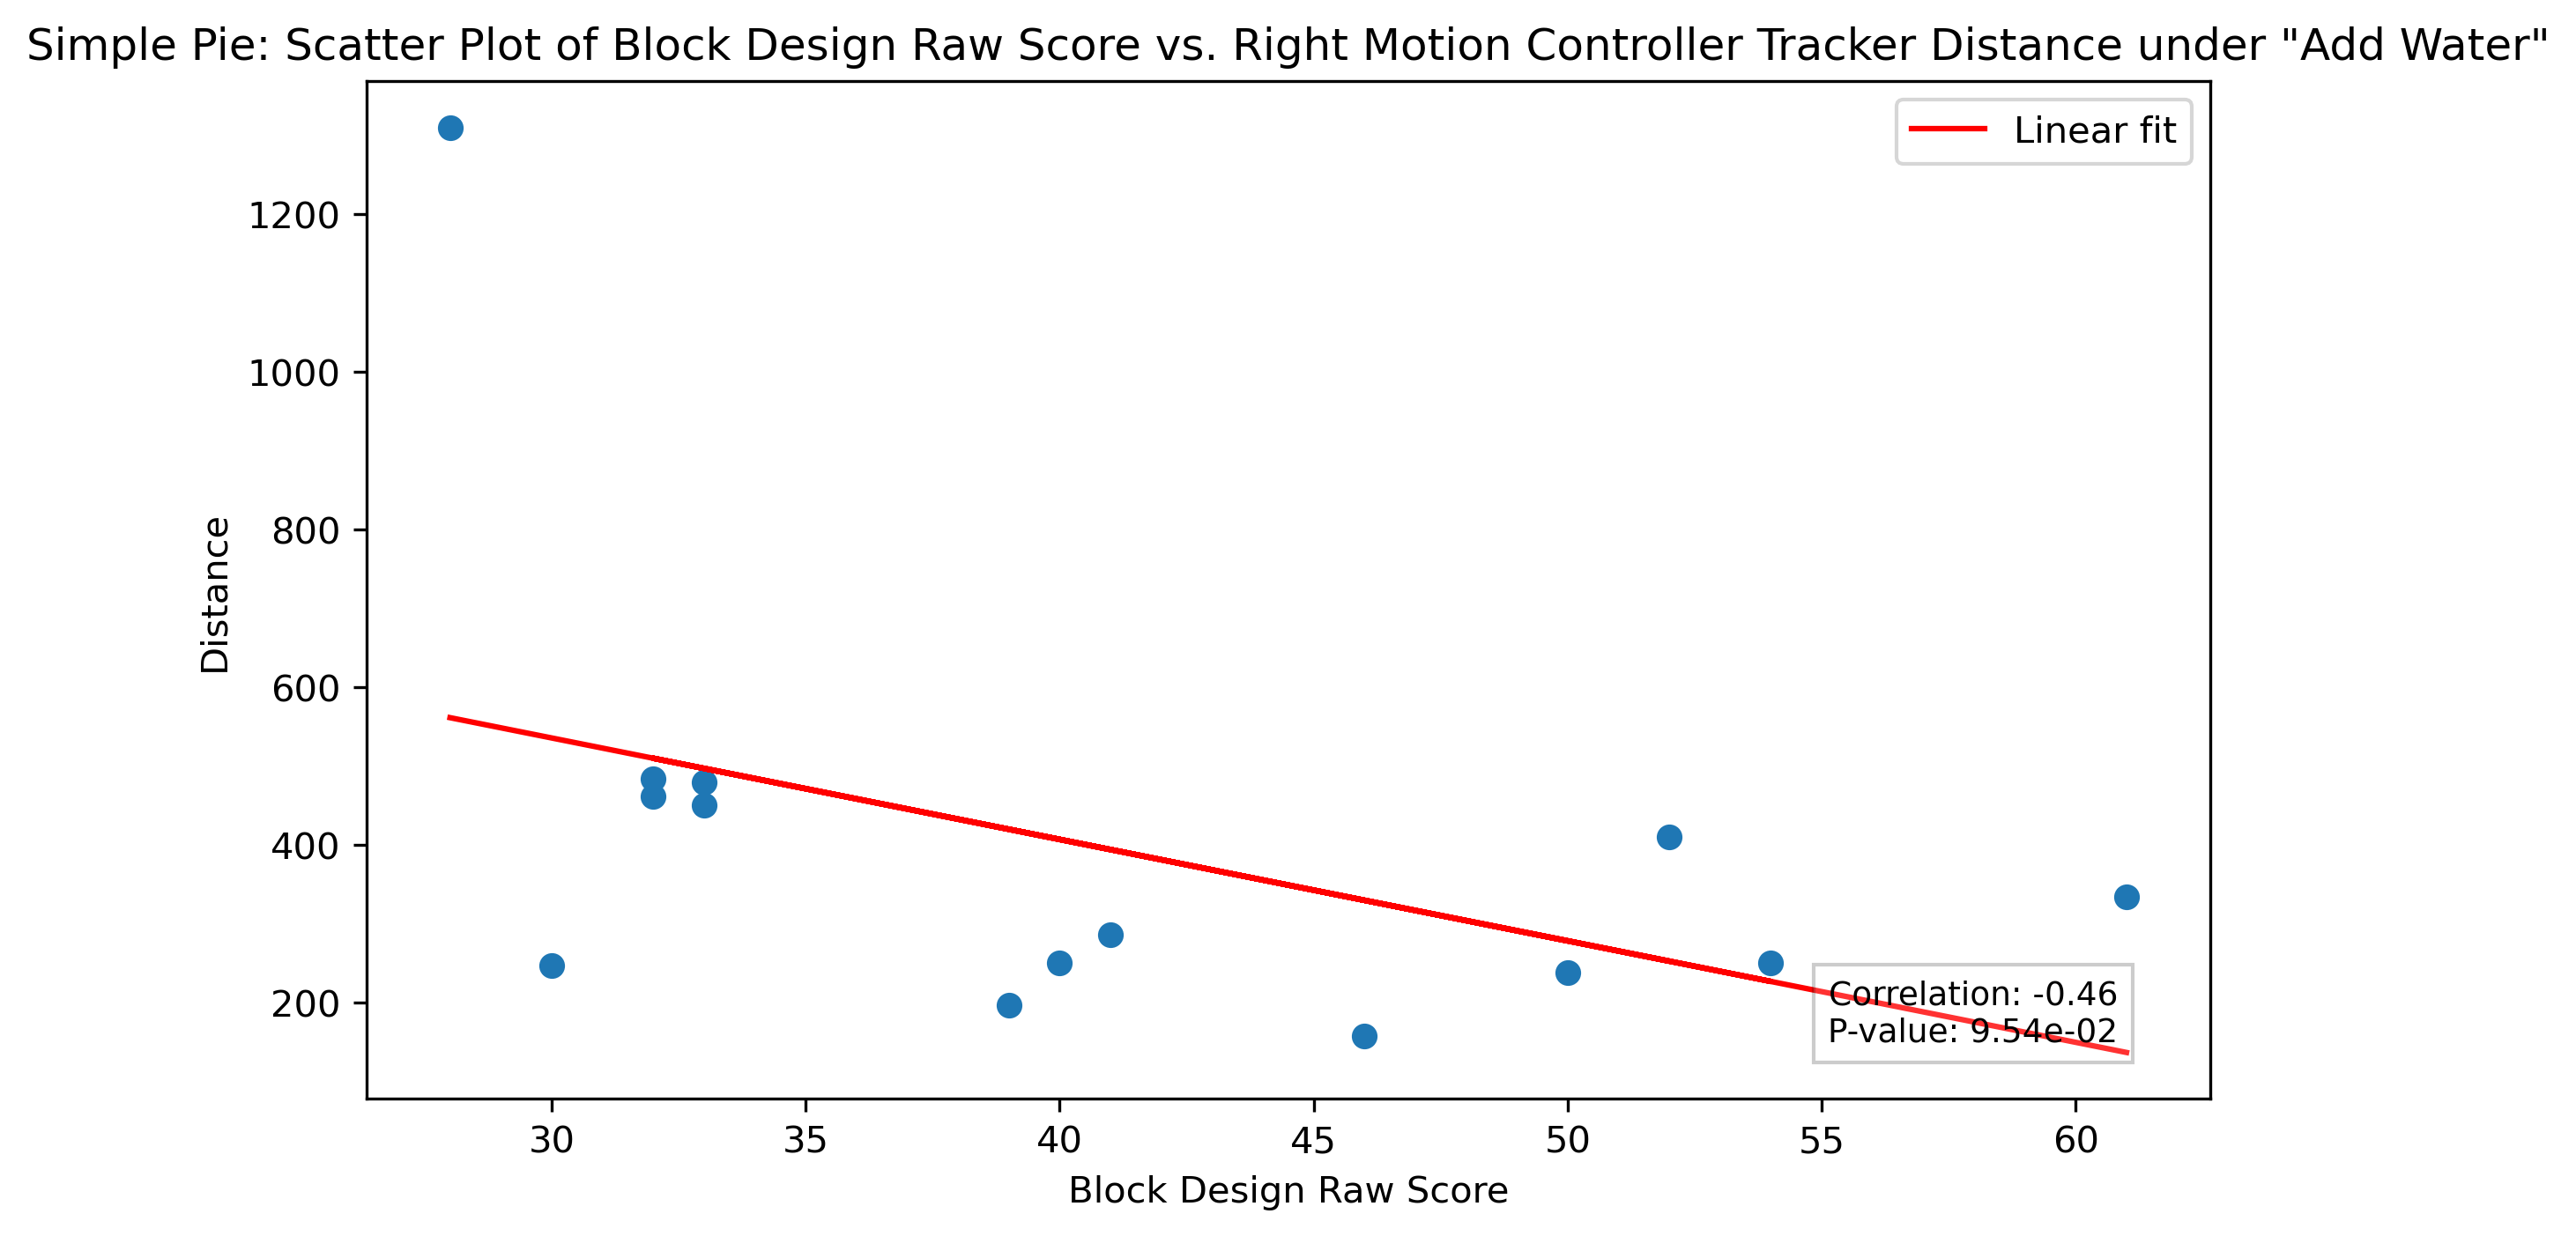 Simple Pie: Scatter Plot of Block Design Raw Score vs. Right Motion Controller Tracker Distance under "Add Water"
Linear fit
1200
1000
800
600
400
200
Distance
Correlation: -0.46
P-value: 9.54e-02
30 35 40 45 50 55 60
Block Design Raw Score